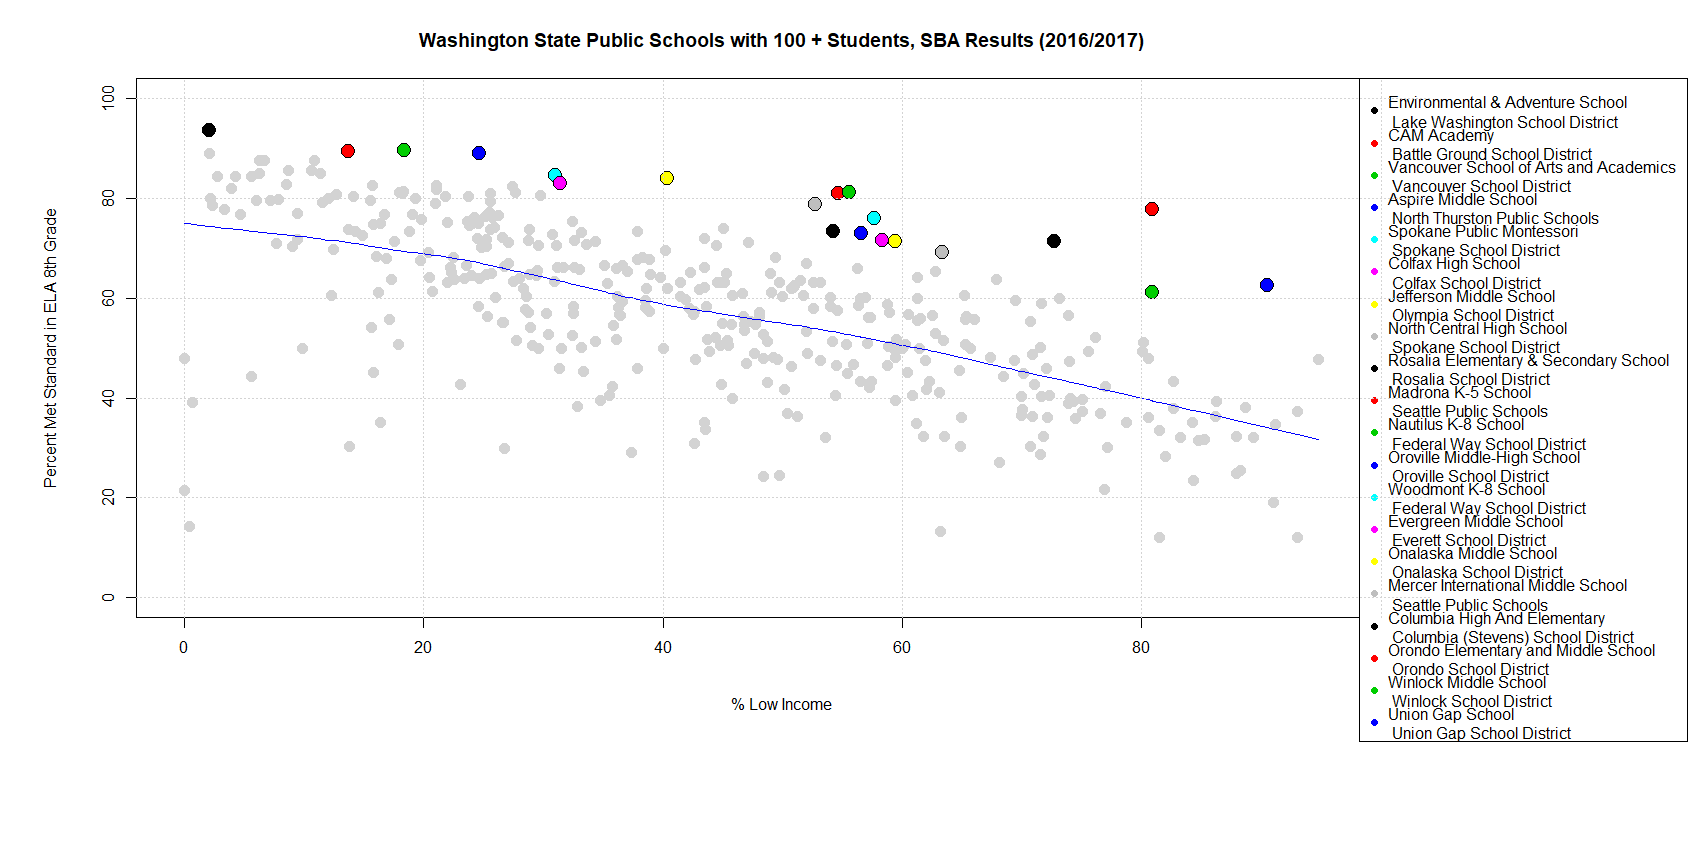 Washington State Public Schools with 100 + Students, SBA Results (2016/2017)
Percent Met Standard in ELA 8th Grade
100
80
60
40
20
0
0 20 40 60 80
% Low Income
Environmental & Adventure School
Lake Washington School District
CAM Academy
Battle Ground School District
Vancouver School of Arts and Academics
Vancouver School District
Aspire Middle School
North Thurston Public Schools
Spokane Public Montessori
Spokane School District
Colfax High School
Colfax School District
Jefferson Middle School
Olympia School District
North Central High School
Spokane School District
Rosalia Elementary & Secondary School
Rosalia School District
Madrona K-5 School
Seattle Public Schools
Nautilus K-8 School
Federal Way School District
Oroville Middle-High School
Oroville School District
Woodmont K-8 School
Federal Way School District
Evergreen Middle School
Everett School District
Onalaska Middle School
Onalaska School District
Mercer International Middle School
Seattle Public Schools
Columbia High And Elementary
Columbia (Stevens) School District
Orondo Elementary and Middle School
Orondo School District
Winlock Middle School
Winlock School District
Union Gap School
Union Gap School District